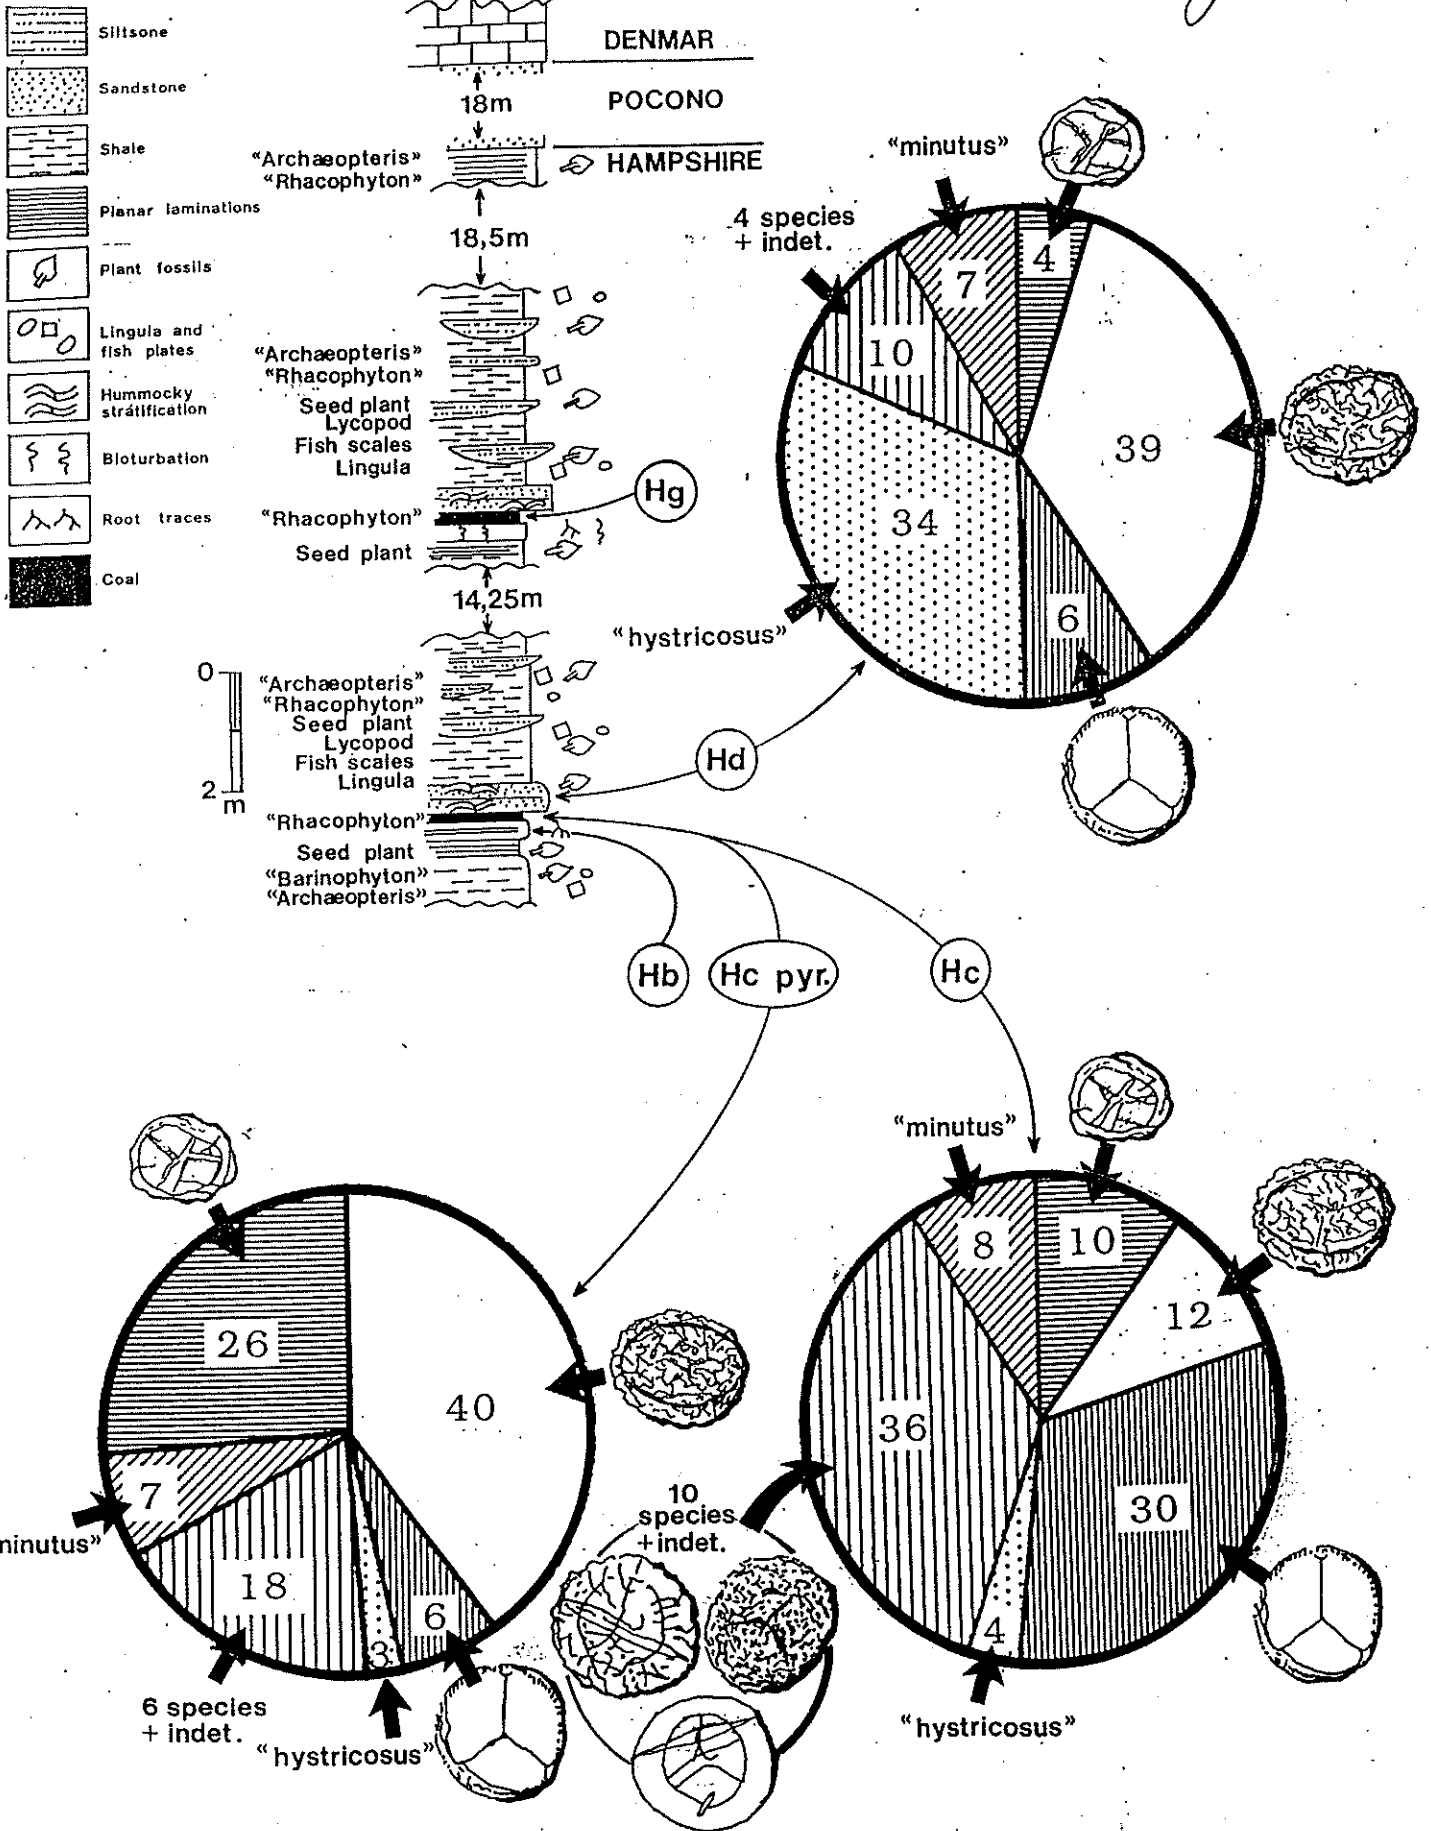 Siltsone
Sandstone
Shale
Planar laminations
Plant fossils
Lingula and
fish plates
Hummocky
stratification
Bioturbation
Root traces
Coal
DENMAR
18m
POCONO
HAMPSHIRE
"Archaeopteris"
"Rhacophyton"
18,5m
"Archaeopteris"
"Rhacophyton"
Seed plant
Lycopod
Fish scales
Lingula
Hg
"Rhacophyton"
Seed plant
14,25m
0
2
m
"Archaeopteris"
"Rhacophyton"
Seed plant
Lycopod
Fish scales
Lingula
"Rhacophyton"
Seed plant
"Barinophyton"
"Archaeopteris"
Hd
Hb
Hc pyr.
Hc
"minutus"
4 species
+ indet.
7
4
10
39
34
6
"hystricosus"
26
40
7
minutus"
18
3
6
6 species
+ indet.
"hystricosus"
"minutus"
8
10
12
36
30
4
10
species
+indet.
"hystricosus"